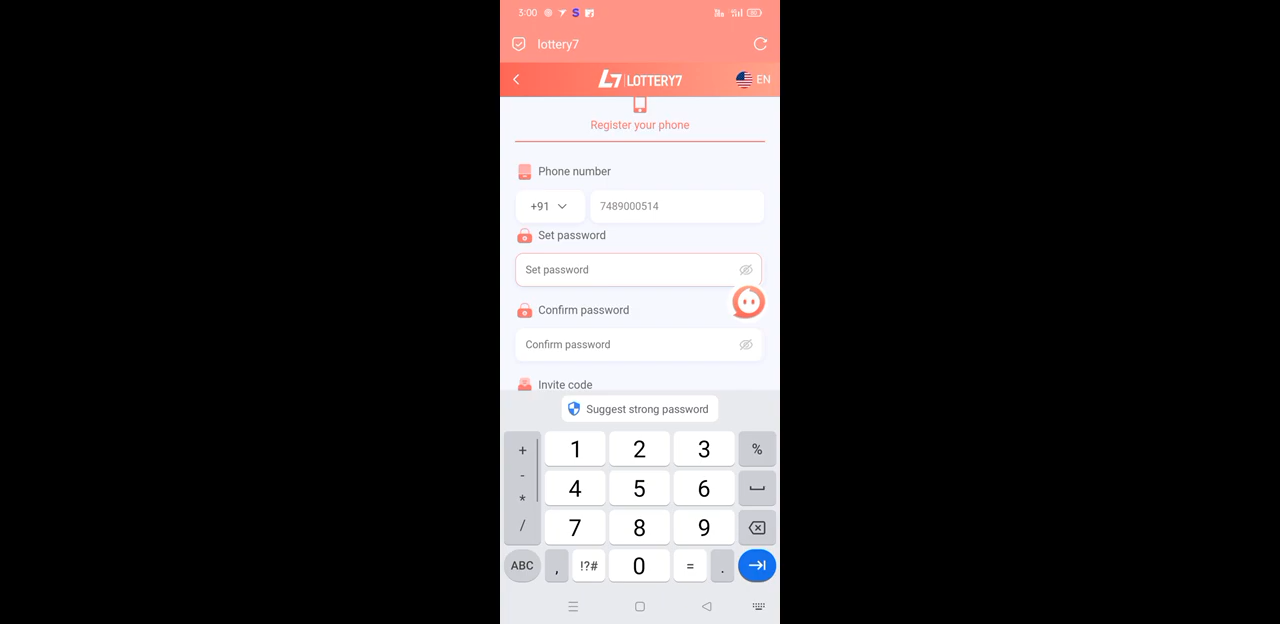 3:00
lottery7
LOTTERY7 EN
Register your phone
Phone number
+91 7489000514
Set password
Set password
Confirm password
Confirm password
Invite code
Suggest strong password
+ 1 2 3 %
- 4 5 6
*
/ 7 8 9
ABC , !?# 0 = .